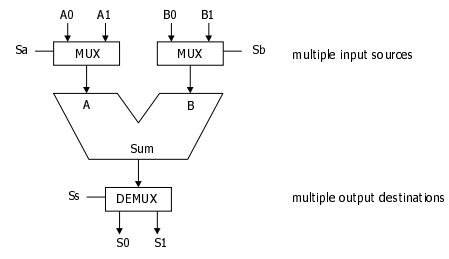 A0 A1 B0 B1
Sa MUX MUX Sb multiple input sources
A B
Sum
Ss DEMUX multiple output destinations
S0 S1